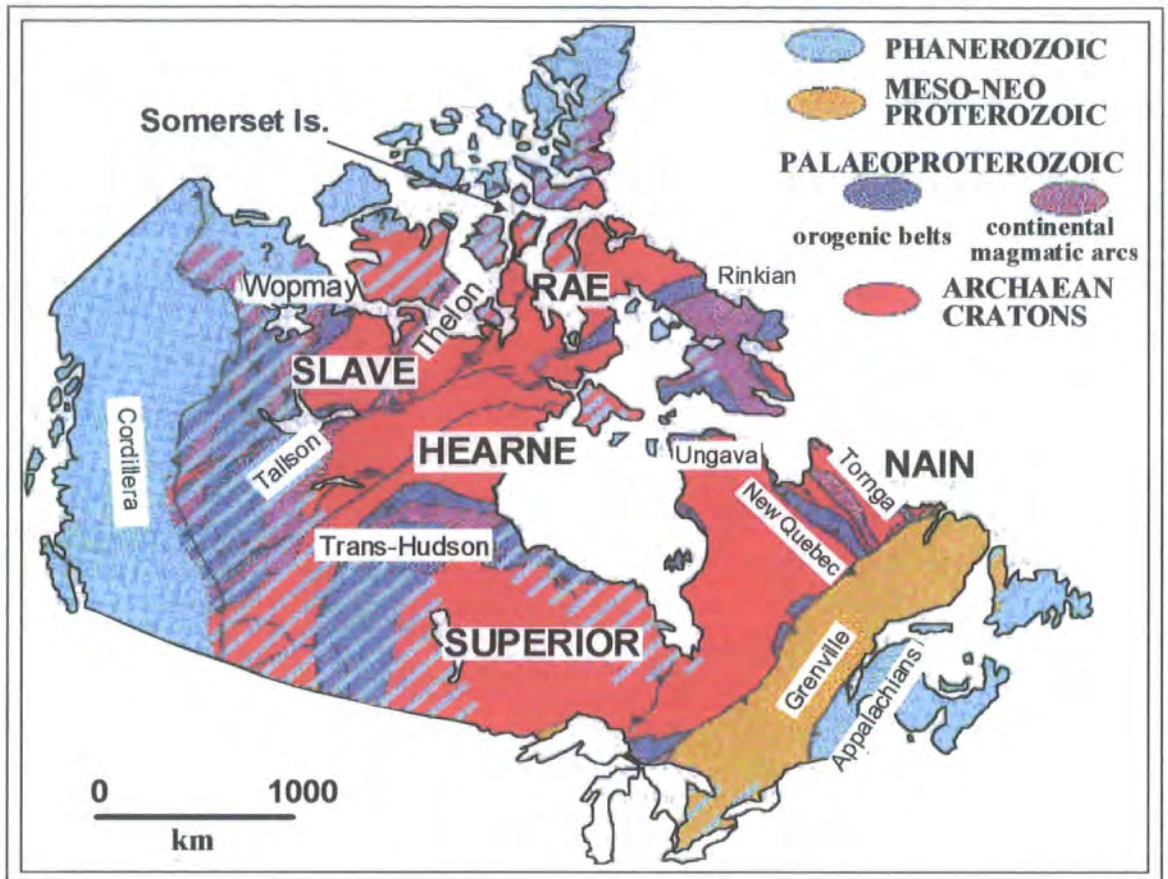 PHANEROZOIC
MESO-NEO
PROTEROZOIC
PALAEOPROTEROZOIC
orogenic belts
continental
magmatic arcs
ARCHAEAN
CRATONS
Somerset Is.
?
Wopmay
Thelon
RAE
Rinkian
SLAVE
Cordillera
Taltson
HEARNE
Ungava
NAIN
Tornga
New Quebec
Trans-Hudson
SUPERIOR
Grenville
Appalachians
0 1000
km